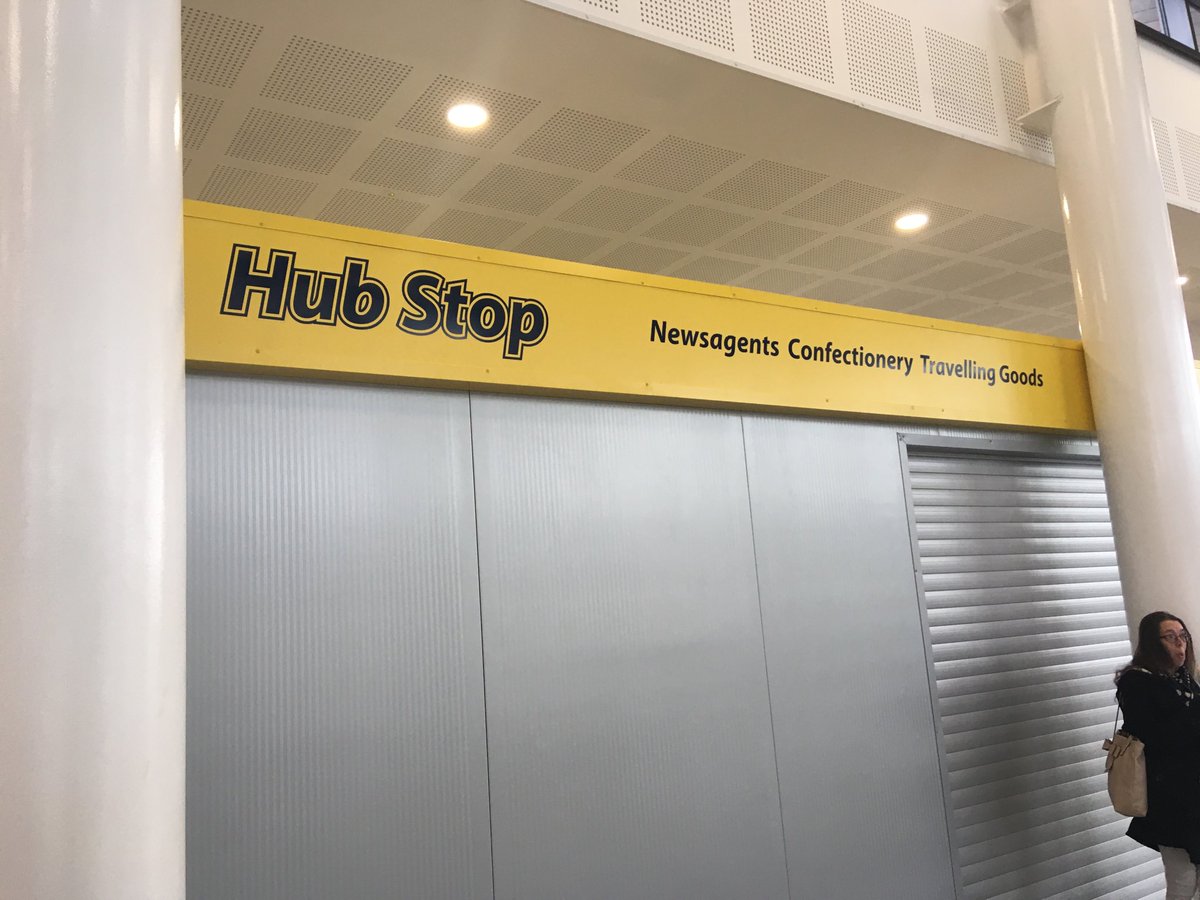 Hub Stop
Newsagents Confectionery Travelling Goods